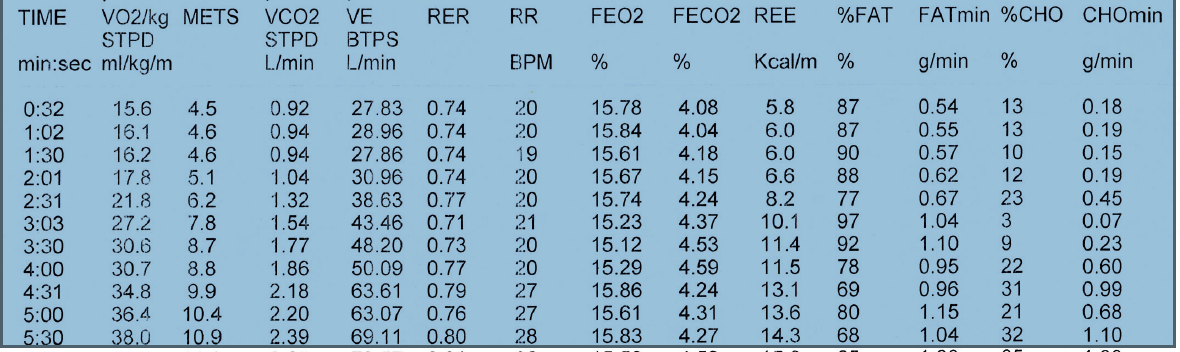 TIME VO2/kg METS VCO2 VE RER RR FEO2 FECO2 REE %FAT FATmin %CHO CHOmin
STPD STPD BTPS
min:sec ml/kg/m L/min L/min BPM % % Kcal/m % g/min % g/min
0:32 15.6 4.5 0.92 27.83 0.74 20 15.78 4.08 5.8 87 0.54 13 0.18
1:02 16.1 4.6 0.94 28.96 0.74 20 15.84 4.04 6.0 87 0.55 13 0.19
1:30 16.2 4.6 0.94 27.86 0.74 19 15.61 4.18 6.0 90 0.57 10 0.15
2:01 17.8 5.1 1.04 30.96 0.74 20 15.67 4.15 6.6 88 0.62 12 0.19
2:31 21.8 6.2 1.32 38.63 0.77 20 15.74 4.24 8.2 77 0.67 23 0.45
3:03 27.2 7.8 1.54 43.46 0.71 21 15.23 4.37 10.1 97 1.04 3 0.07
3:30 30.6 8.7 1.77 48.20 0.73 20 15.12 4.53 11.4 92 1.10 9 0.23
4:00 30.7 8.8 1.86 50.09 0.77 20 15.29 4.59 11.5 78 0.95 22 0.60
4:31 34.8 9.9 2.18 63.61 0.79 27 15.86 4.24 13.1 69 0.96 31 0.99
5:00 36.4 10.4 2.20 63.07 0.76 27 15.61 4.31 13.6 80 1.15 21 0.68
5:30 38.0 10.9 2.39 69.11 0.80 28 15.83 4.27 14.3 68 1.04 32 1.10